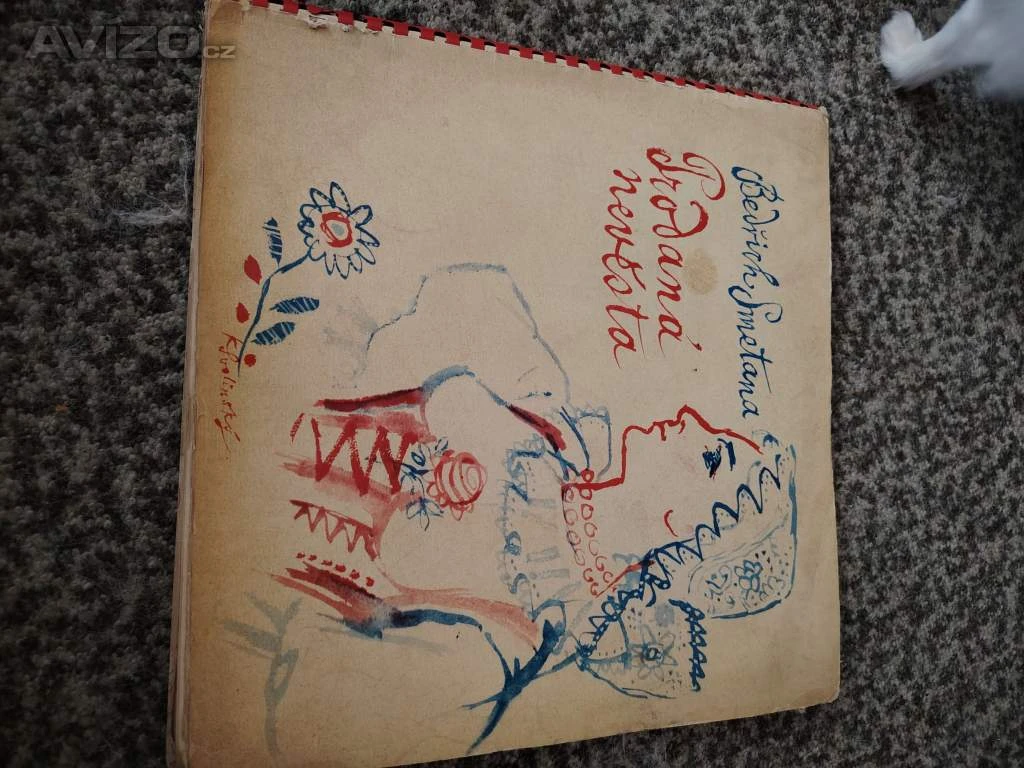 AVIZO.cz
Bedřich Smetana
Prodaná
nevěsta